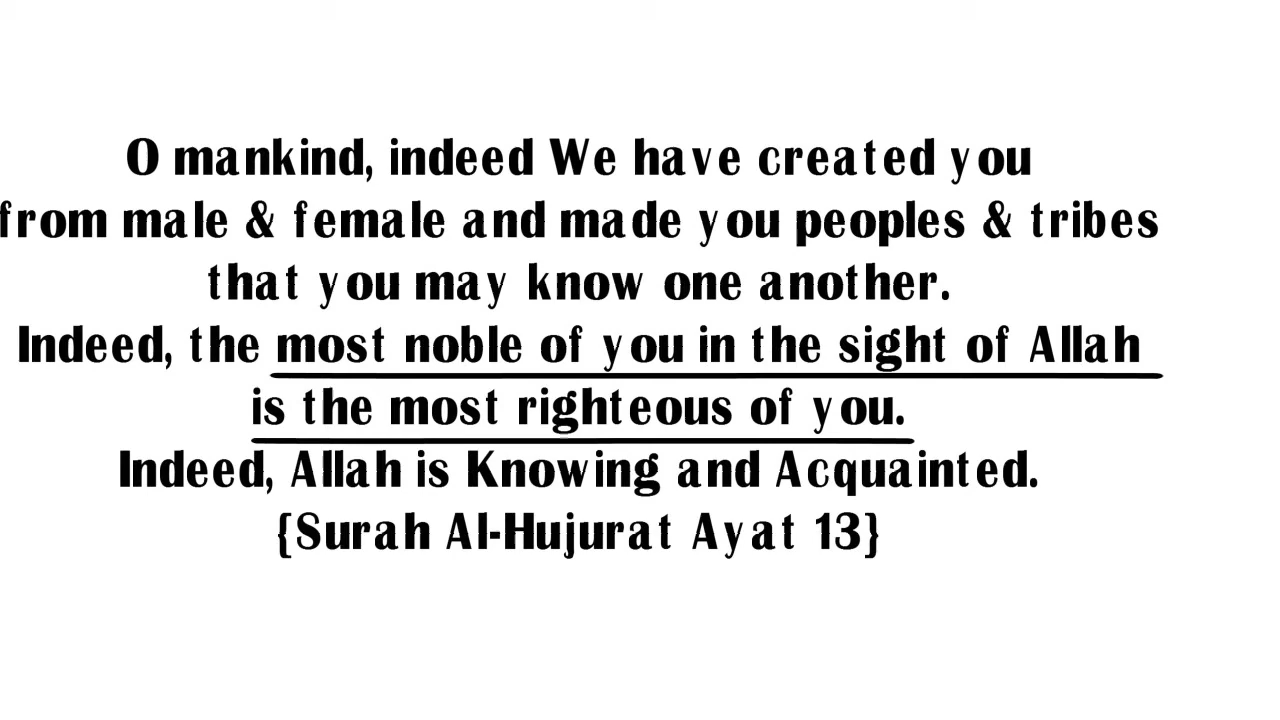 O mankind, indeed We have created you
from male & female and made you peoples & tribes
that you may know one another.
Indeed, the most noble of you in the sight of Allah
is the most righteous of you.
Indeed, Allah is Knowing and Acquainted.
{Surah Al-Hujurat Ayat 13}